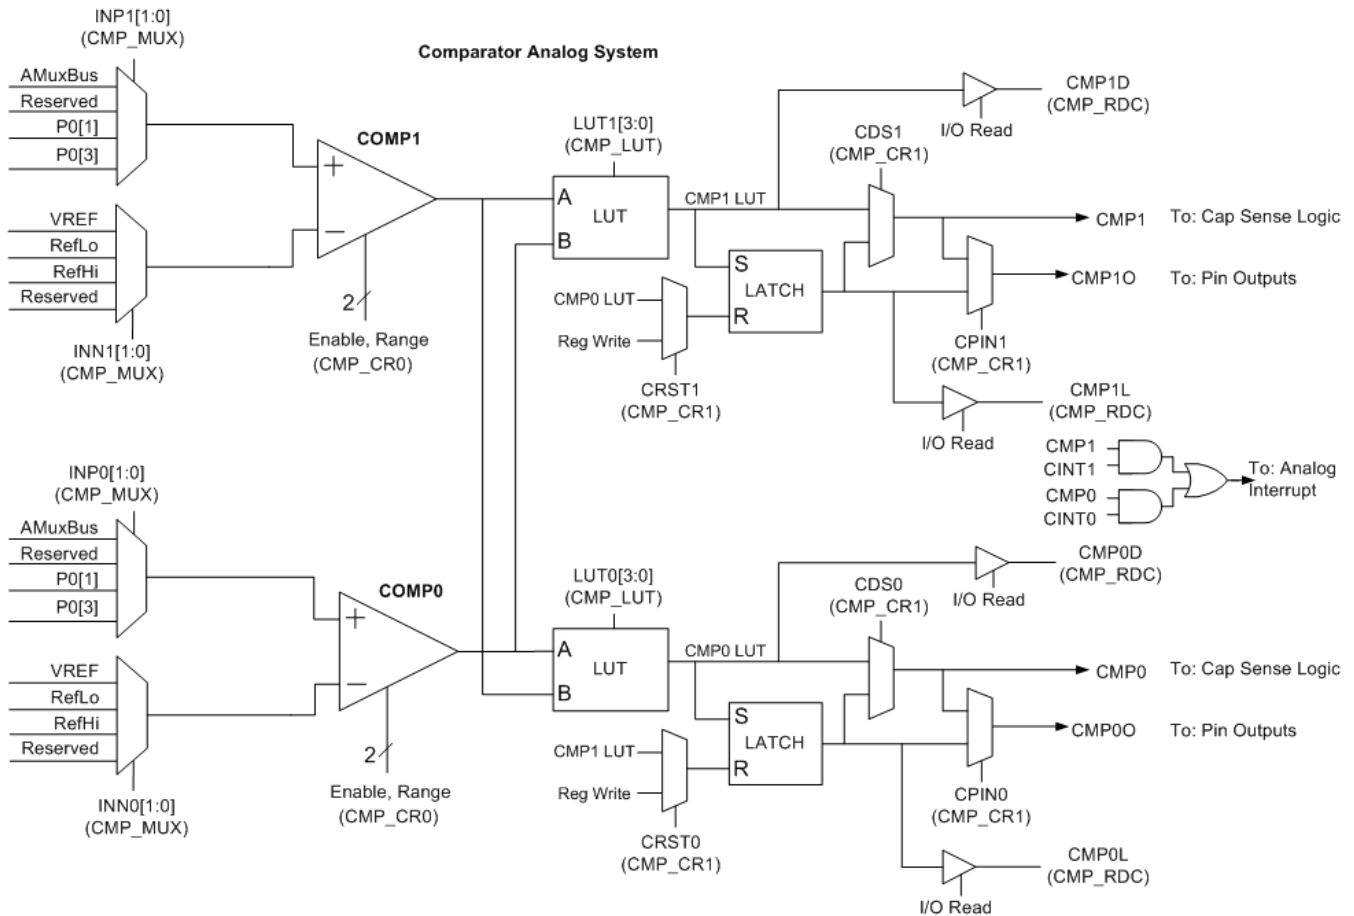 Comparator Analog System
INP1[1:0]
(CMP_MUX)
AMuxBus
Reserved
P0[1]
P0[3]
VREF
RefLo
RefHi
Reserved
INN1[1:0]
(CMP_MUX)
COMP1
+
−
2
Enable, Range
(CMP_CR0)
LUT1[3:0]
(CMP_LUT)
A
B
LUT
CMP1 LUT
CMP0 LUT
Reg Write
CRST1
(CMP_CR1)
S
R
LATCH
CDS1
(CMP_CR1)
I/O Read
CMP1D
(CMP_RDC)
CMP1
To: Cap Sense Logic
CMP1O
To: Pin Outputs
CPIN1
(CMP_CR1)
I/O Read
CMP1L
(CMP_RDC)
CMP1
CINT1
CMP0
CINT0
To: Analog
Interrupt
INP0[1:0]
(CMP_MUX)
AMuxBus
Reserved
P0[1]
P0[3]
VREF
RefLo
RefHi
Reserved
INN0[1:0]
(CMP_MUX)
COMP0
+
−
2
Enable, Range
(CMP_CR0)
LUT0[3:0]
(CMP_LUT)
A
B
LUT
CMP0 LUT
CMP1 LUT
Reg Write
CRST0
(CMP_CR1)
S
R
LATCH
CDS0
(CMP_CR1)
I/O Read
CMP0D
(CMP_RDC)
CMP0
To: Cap Sense Logic
CMP0O
To: Pin Outputs
CPIN0
(CMP_CR1)
I/O Read
CMP0L
(CMP_RDC)